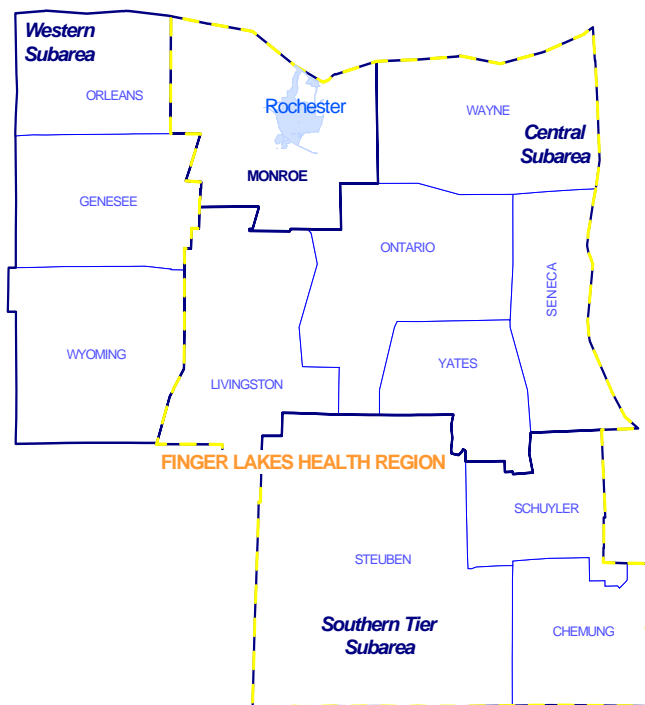 Western
Subarea
ORLEANS
Rochester
WAYNE
Central
Subarea
MONROE
GENESEE
ONTARIO
SENECA
WYOMING
LIVINGSTON
YATES
FINGER LAKES HEALTH REGION
SCHUYLER
STEUBEN
Southern Tier
Subarea
CHEMUNG